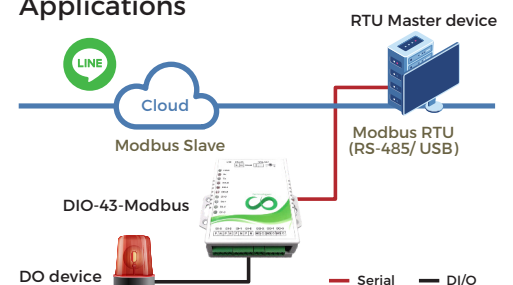 Applications
RTU Master device
LINE
Cloud
Modbus Slave
Modbus RTU
(RS-485/ USB)
DIO-43-Modbus
DO device
Serial
DI/O